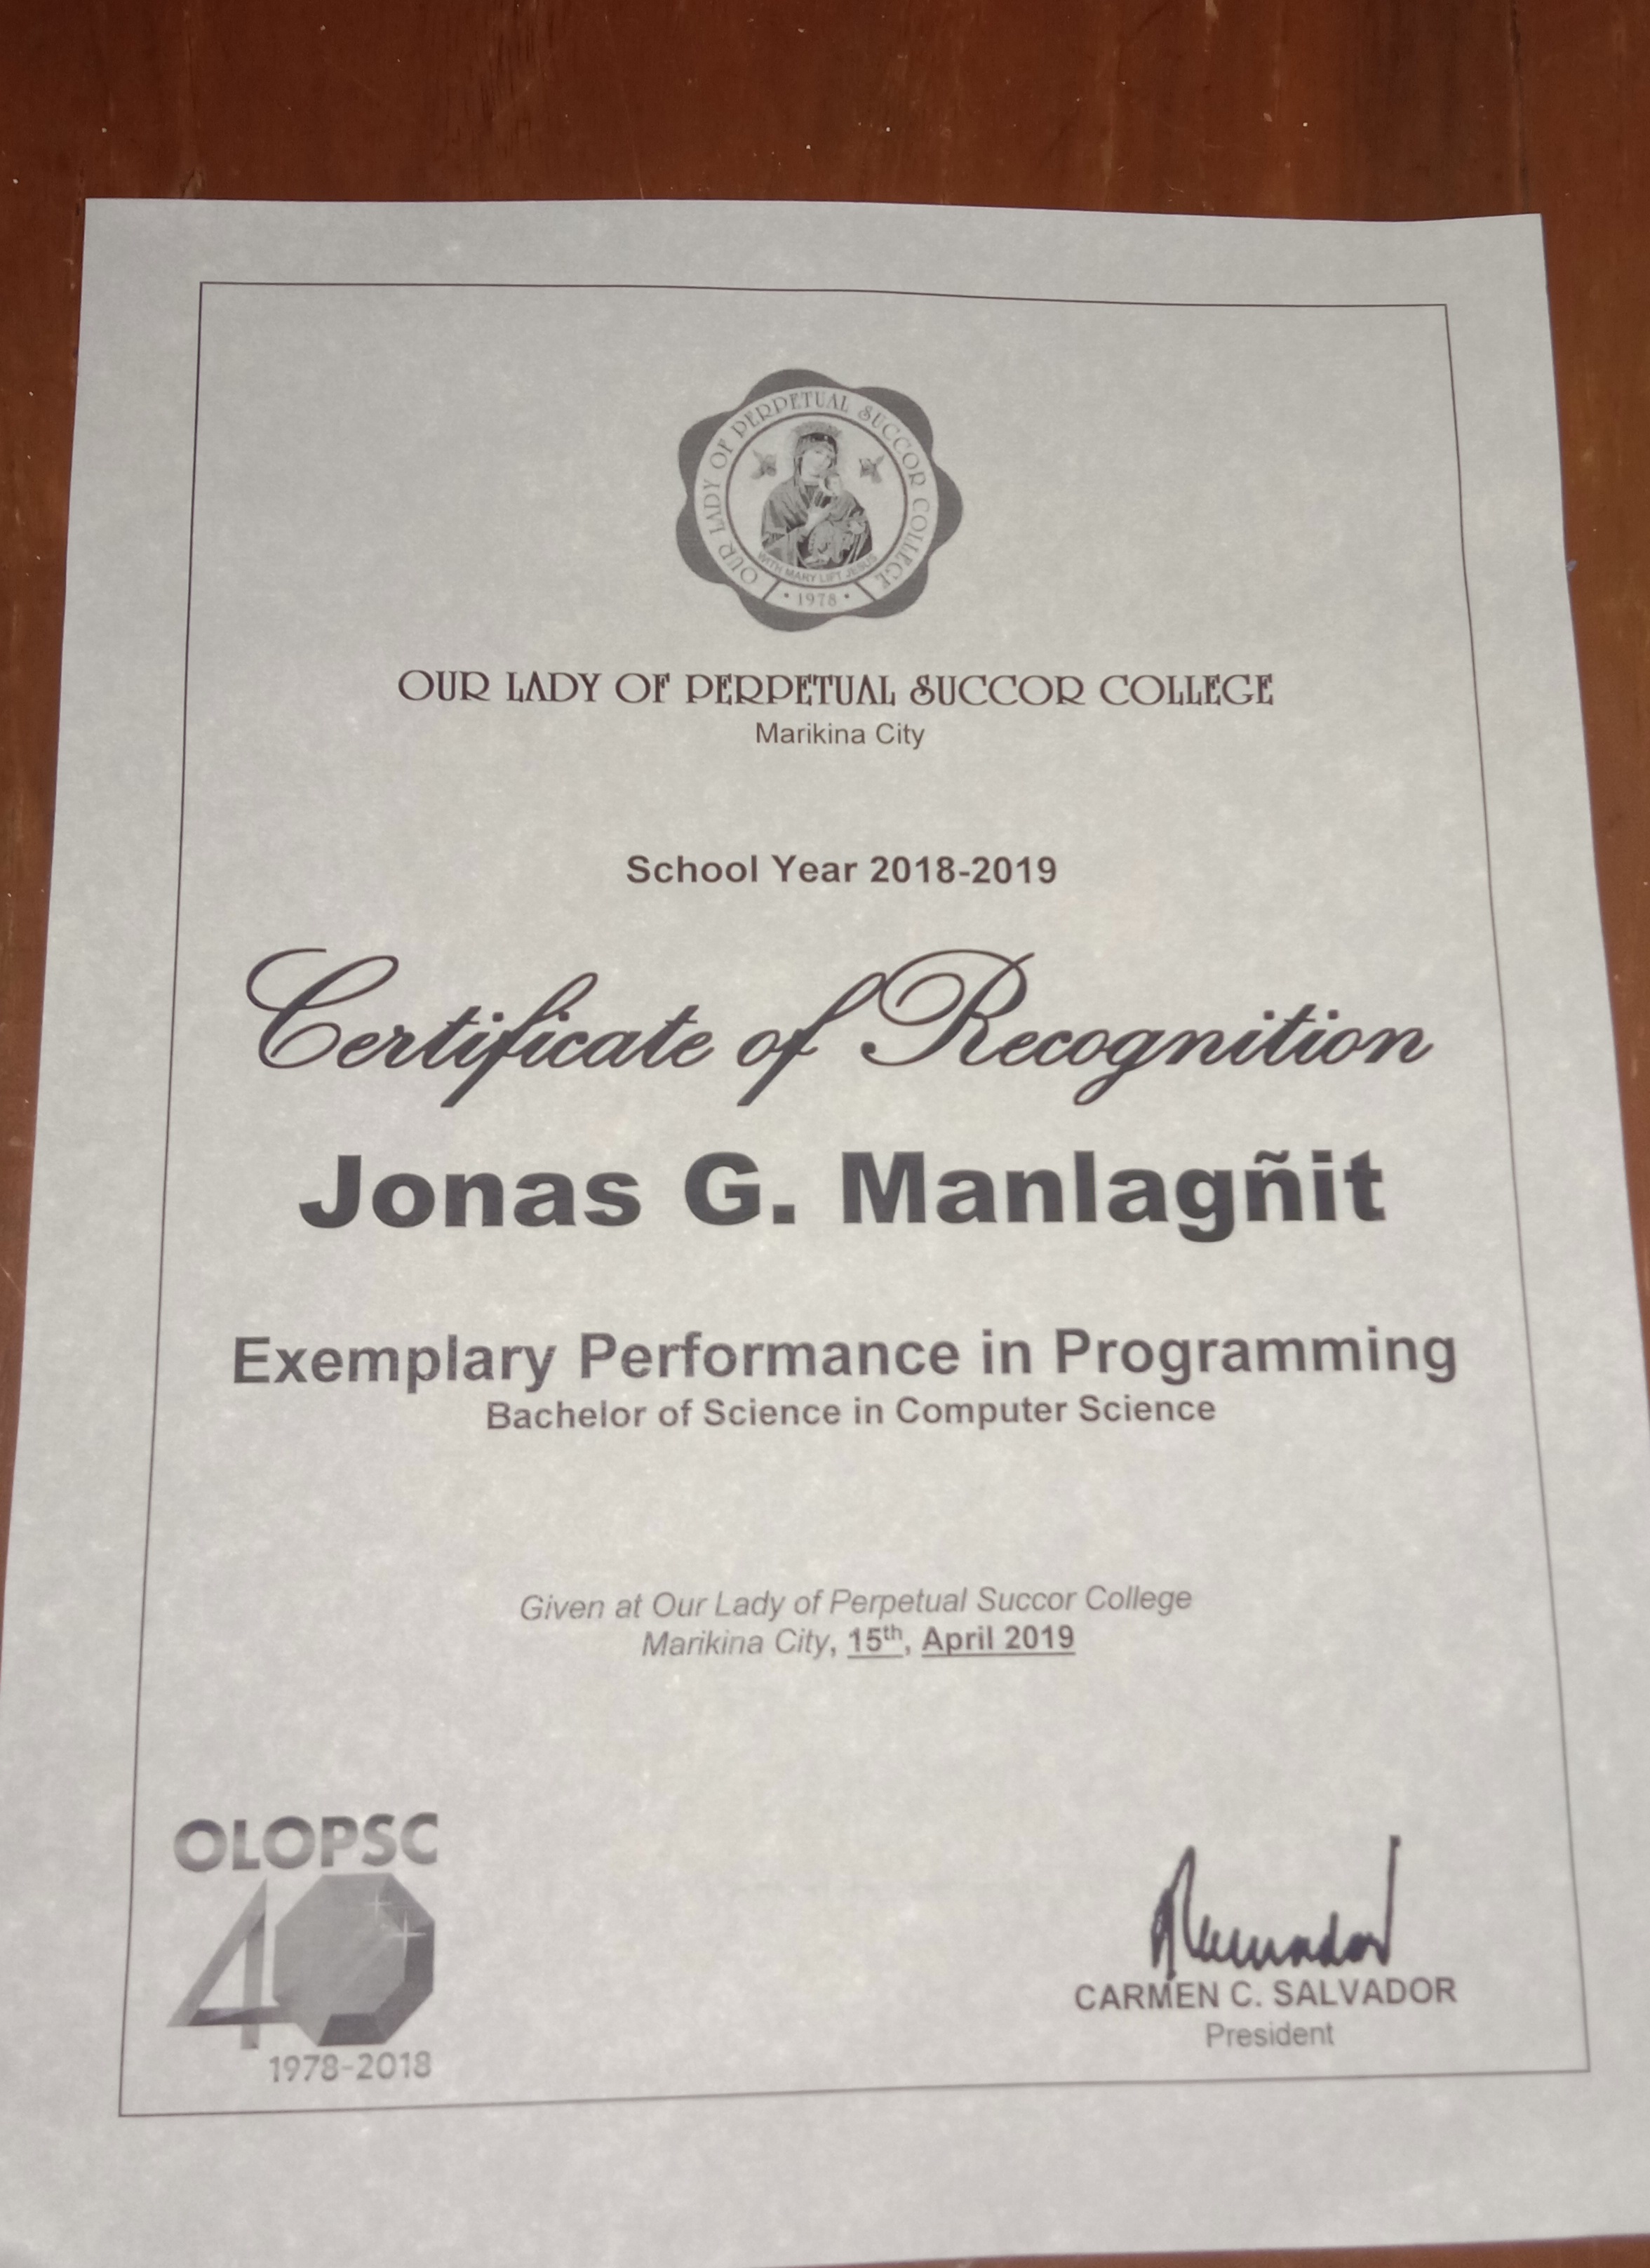 OUR LADY OF PERPETUAL SUCCOR COLLEGE
WITH MARY LIFT JESUS
• 1978 •
OUR LADY OF PERPETUAL SUCCOR COLLEGE
Marikina City
School Year 2018-2019
Certificate of Recognition
Jonas G. Manlagñit
Exemplary Performance in Programming
Bachelor of Science in Computer Science
Given at Our Lady of Perpetual Succor College
Marikina City, 15th, April 2019
OLOPSC
40
1978-2018
CARMEN C. SALVADOR
President